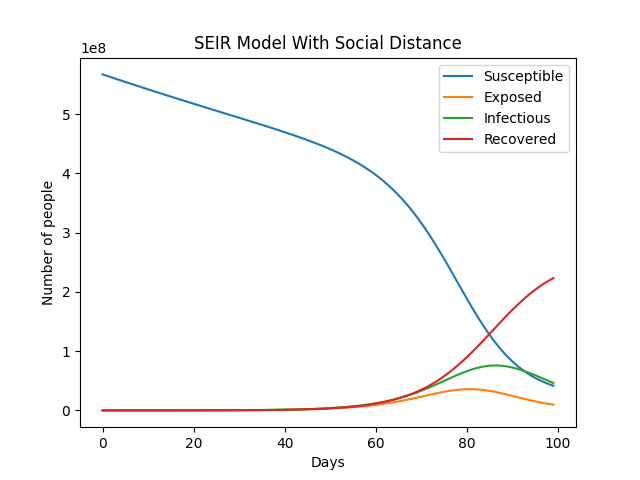 SEIR Model With Social Distance
1e8
Susceptible
Exposed
Infectious
Recovered
5
4
3
2
1
0
Number of people
0 20 40 60 80 100
Days